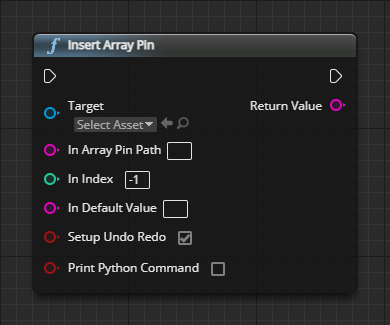 Insert Array Pin
Target
Return Value
Select Asset
In Array Pin Path
In Index
-1
In Default Value
Setup Undo Redo
Print Python Command